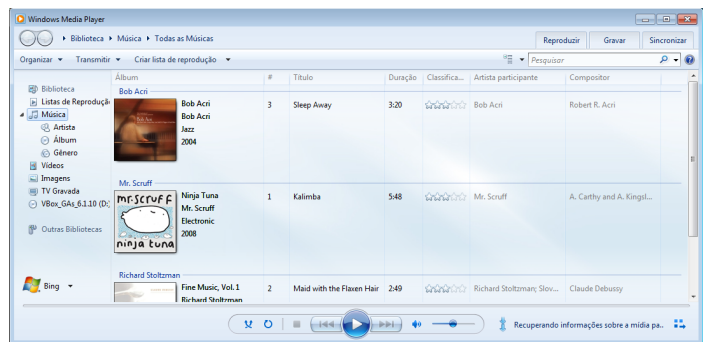 Windows Media Player
Biblioteca Música Todas as Músicas
Reproduzir Gravar Sincronizar
Organizar Transmitir Criar lista de reprodução Pesquisar
Álbum # Título Duração Classifica... Artista participante Compositor
Biblioteca
Listas de Reproduçã
Música
Artista
Álbum
Gênero
Vídeos
Imagens
TV Gravada
VBox_GAs_6.1.10 (D:)
Outras Bibliotecas
Bing
Bob Acri
Bob Acri 3 Sleep Away 3:20 Bob Acri Robert R. Acri
Bob Acri
Jazz
2004
Mr. Scruff
mr.scruff
ninja tuna
Ninja Tuna 1 Kalimba 5:48 Mr. Scruff A. Carthy and A. Kingsl...
Mr. Scruff
Electronic
2008
Richard Stoltzman
Fine Music, Vol. 1 2 Maid with the Flaxen Hair 2:49 Richard Stoltzman; Slov... Claude Debussy
Richard Stoltzman
Recuperando informações sobre a mídia pa..